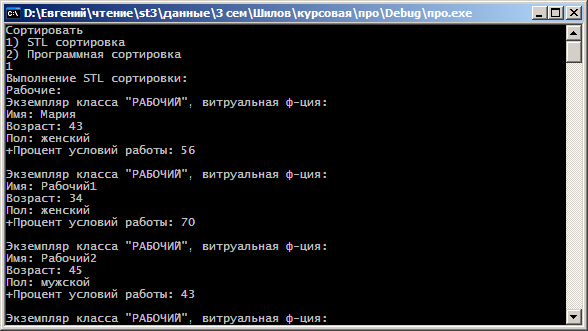 D:\Евгений\чтение\st3\данные\3 сем\Шилов\курсовая\про\Debug\про.exe
Сортировать
1) STL сортировка
2) Программная сортировка
1
Выполнение STL сортировки:
Рабочие:
Экземпляр класса "РАБОЧИЙ", витруальная ф-ция:
Имя: Мария
Возраст: 43
Пол: женский
+Процент условий работы: 56
Экземпляр класса "РАБОЧИЙ", витруальная ф-ция:
Имя: Рабочий1
Возраст: 34
Пол: женский
+Процент условий работы: 70
Экземпляр класса "РАБОЧИЙ", витруальная ф-ция:
Имя: Рабочий2
Возраст: 45
Пол: мужской
+Процент условий работы: 43
Экземпляр класса "РАБОЧИЙ", витруальная ф-ция: